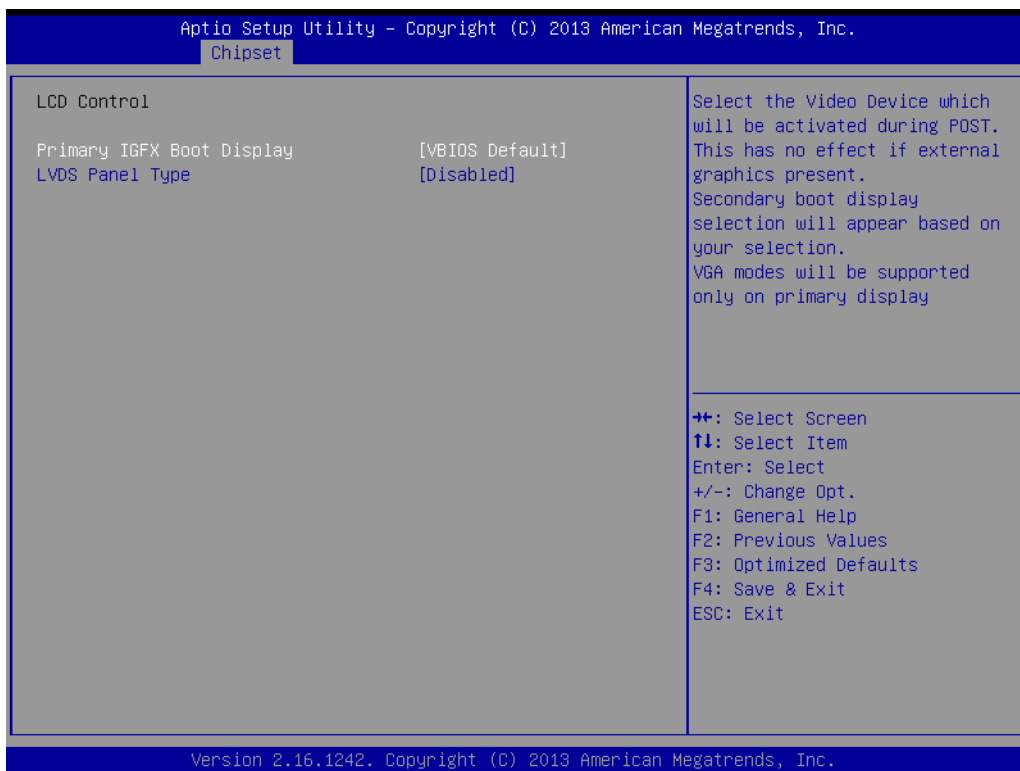 Aptio Setup Utility – Copyright (C) 2013 American Megatrends, Inc.
Chipset
LCD Control
Primary IGFX Boot Display [VBIOS Default]
LVDS Panel Type [Disabled]
Select the Video Device which
will be activated during POST.
This has no effect if external
graphics present.
Secondary boot display
selection will appear based on
your selection.
VGA modes will be supported
only on primary display
→←: Select Screen
↑↓: Select Item
Enter: Select
+/-: Change Opt.
F1: General Help
F2: Previous Values
F3: Optimized Defaults
F4: Save & Exit
ESC: Exit
Version 2.16.1242. Copyright (C) 2013 American Megatrends, Inc.